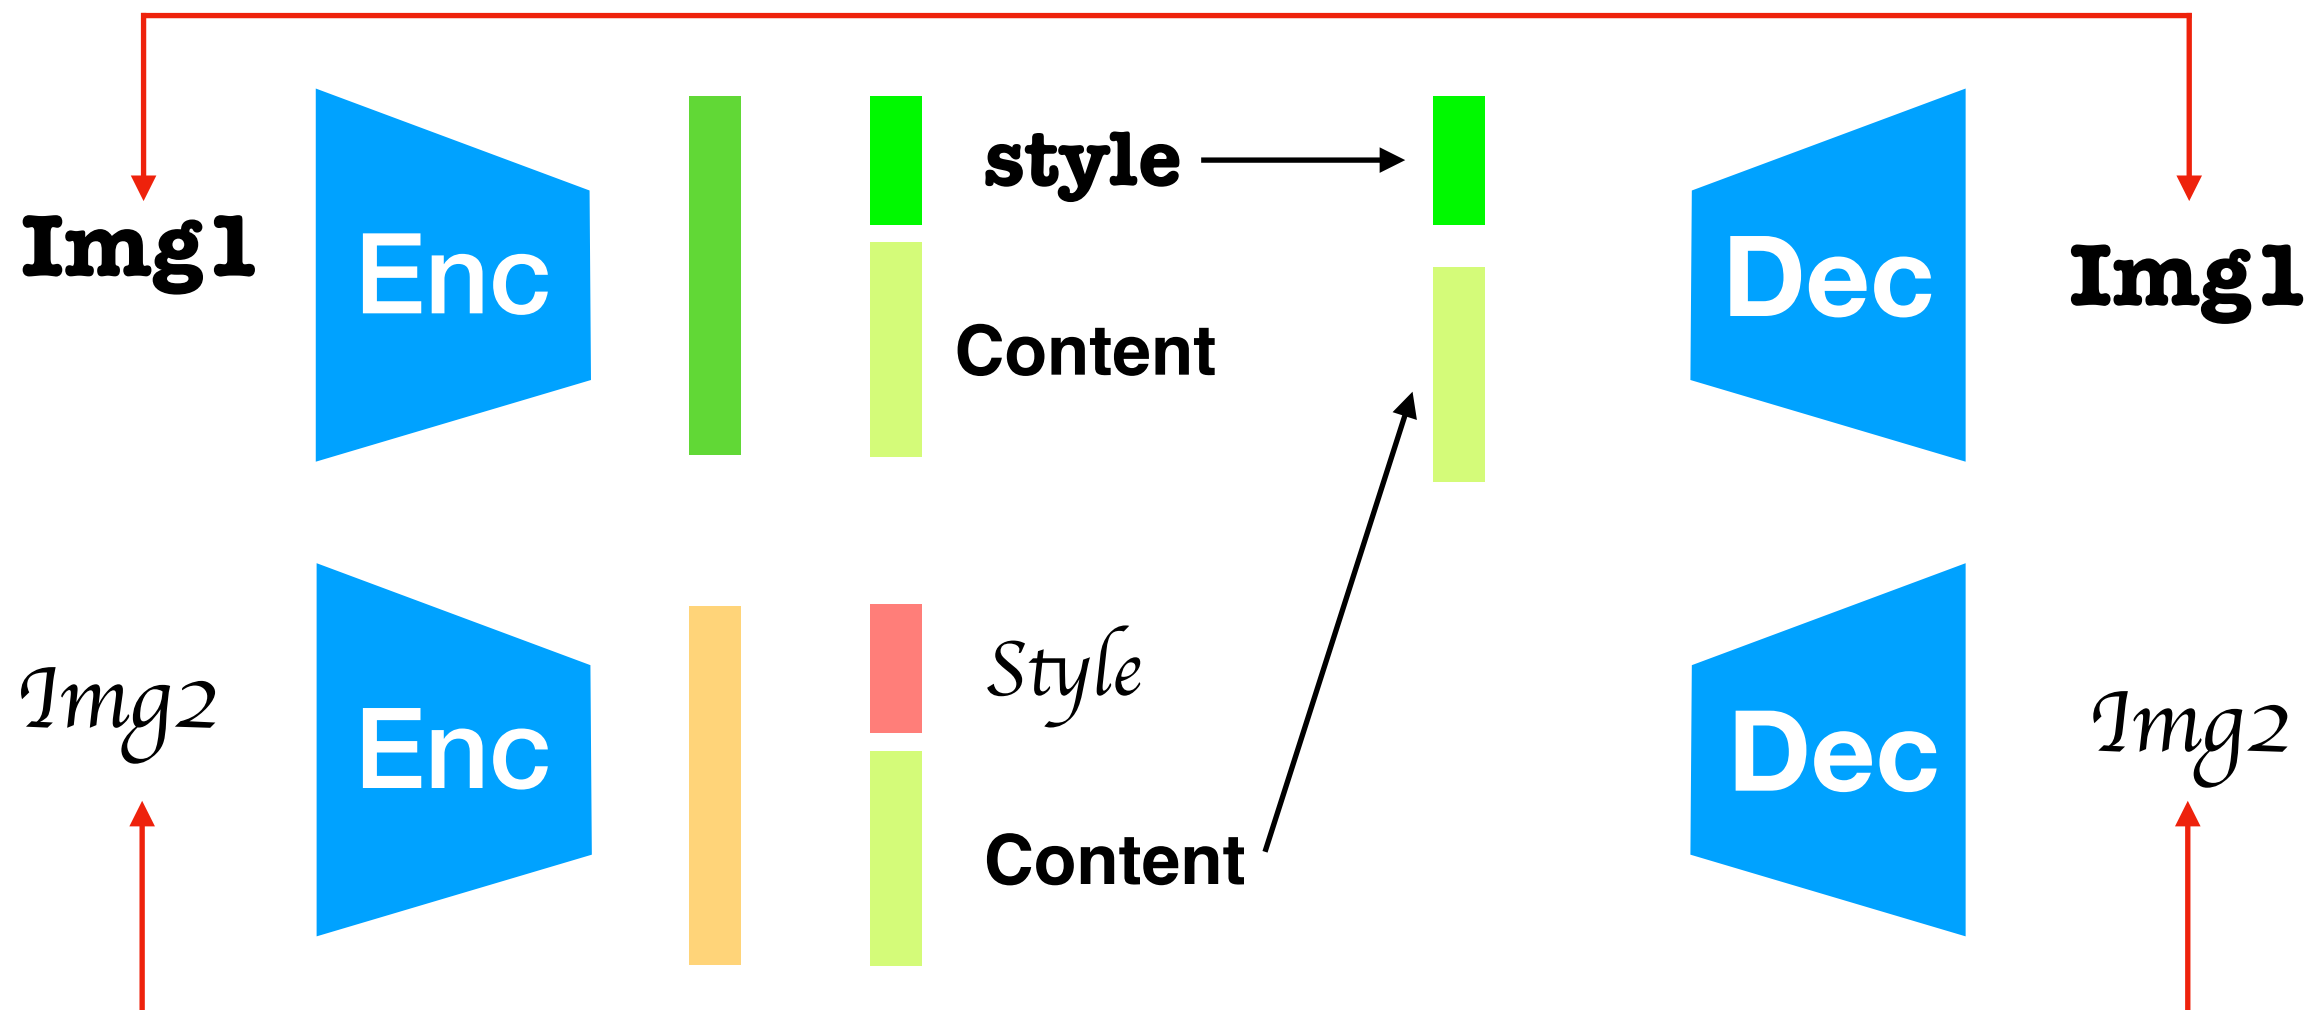 Img1
Enc
style
Content
Dec
Img1
Img2
Enc
Style
Content
Dec
Img2